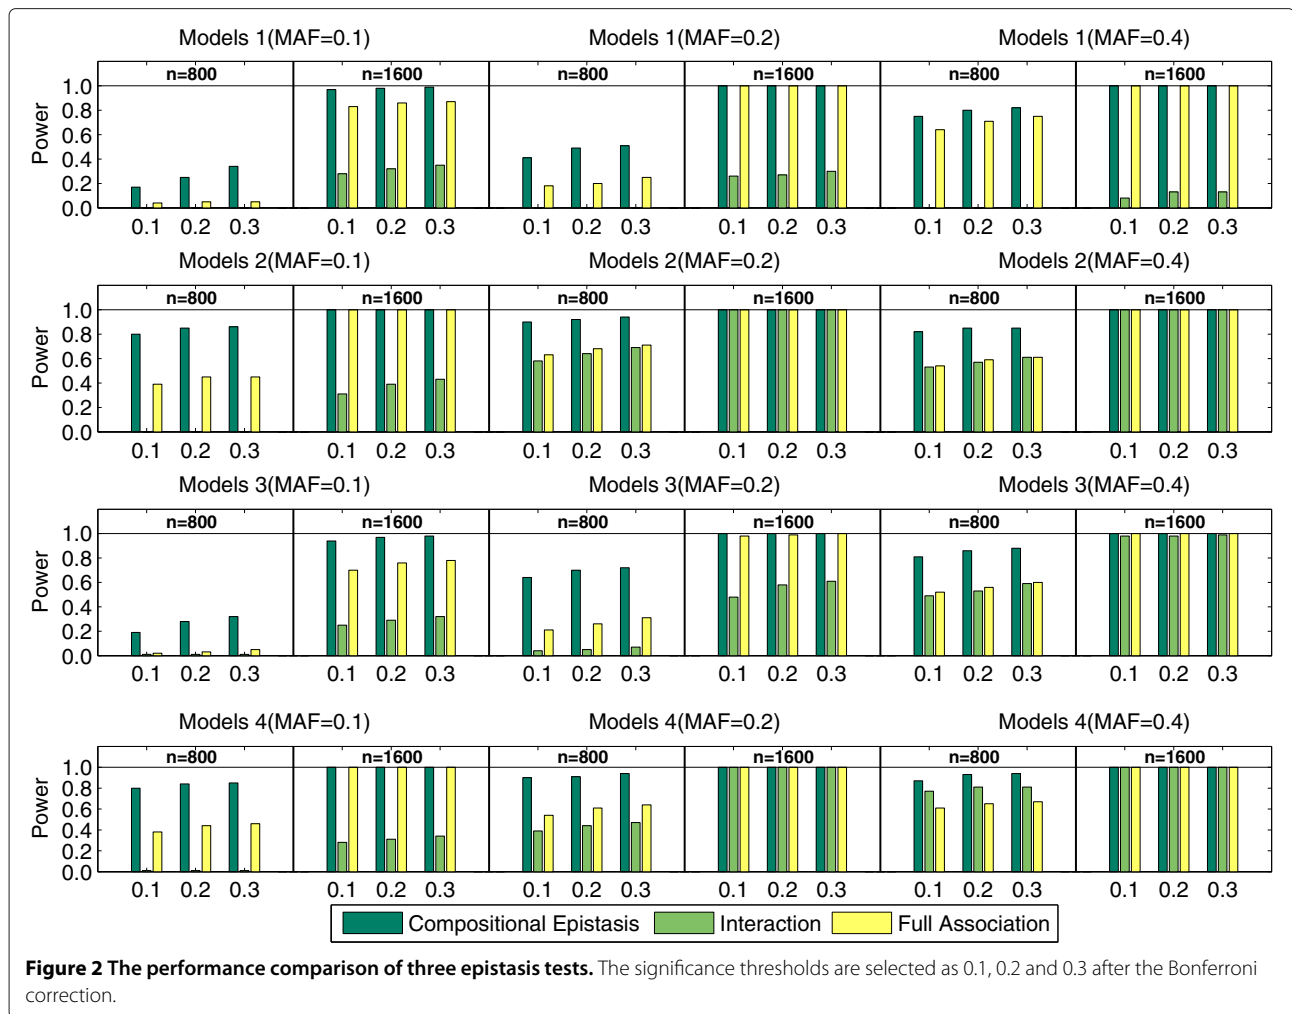 Models 1(MAF=0.1) Models 1(MAF=0.2) Models 1(MAF=0.4)
n=800 n=1600 n=800 n=1600 n=800 n=1600
1.0
0.8
0.6
0.4
0.2
0.0
Power
0.1 0.2 0.3 0.1 0.2 0.3 0.1 0.2 0.3 0.1 0.2 0.3 0.1 0.2 0.3 0.1 0.2 0.3
Models 2(MAF=0.1) Models 2(MAF=0.2) Models 2(MAF=0.4)
n=800 n=1600 n=800 n=1600 n=800 n=1600
1.0
0.8
0.6
0.4
0.2
0.0
Power
0.1 0.2 0.3 0.1 0.2 0.3 0.1 0.2 0.3 0.1 0.2 0.3 0.1 0.2 0.3 0.1 0.2 0.3
Models 3(MAF=0.1) Models 3(MAF=0.2) Models 3(MAF=0.4)
n=800 n=1600 n=800 n=1600 n=800 n=1600
1.0
0.8
0.6
0.4
0.2
0.0
Power
0.1 0.2 0.3 0.1 0.2 0.3 0.1 0.2 0.3 0.1 0.2 0.3 0.1 0.2 0.3 0.1 0.2 0.3
Models 4(MAF=0.1) Models 4(MAF=0.2) Models 4(MAF=0.4)
n=800 n=1600 n=800 n=1600 n=800 n=1600
1.0
0.8
0.6
0.4
0.2
0.0
Power
0.1 0.2 0.3 0.1 0.2 0.3 0.1 0.2 0.3 0.1 0.2 0.3 0.1 0.2 0.3 0.1 0.2 0.3
Compositional Epistasis Interaction Full Association
Figure 2 The performance comparison of three epistasis tests. The significance thresholds are selected as 0.1, 0.2 and 0.3 after the Bonferroni
correction.